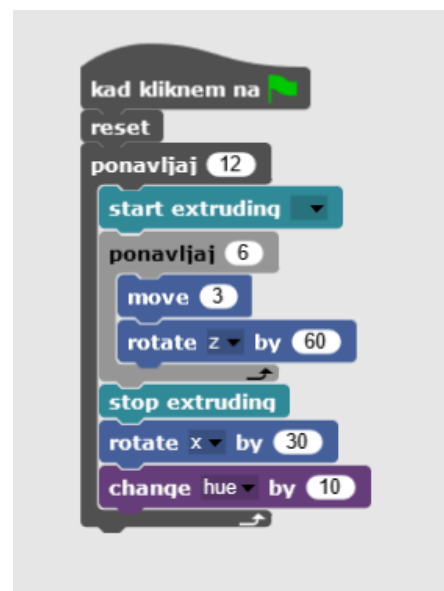 kad kliknem na
reset
ponavljaj 12
start extruding
ponavljaj 6
move 3
rotate z by 60
stop extruding
rotate x by 30
change hue by 10